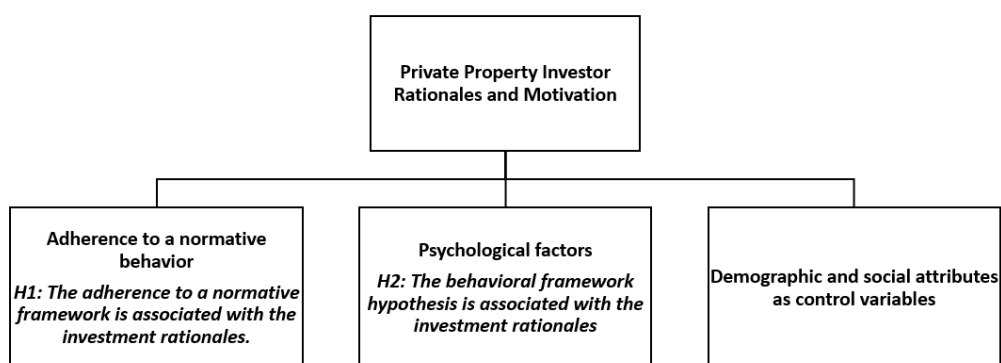 Private Property Investor
Rationales and Motivation
Adherence to a normative
behavior
H1: The adherence to a normative
framework is associated with the
investment rationales.
Psychological factors
H2: The behavioral framework
hypothesis is associated with the
investment rationales
Demographic and social attributes
as control variables